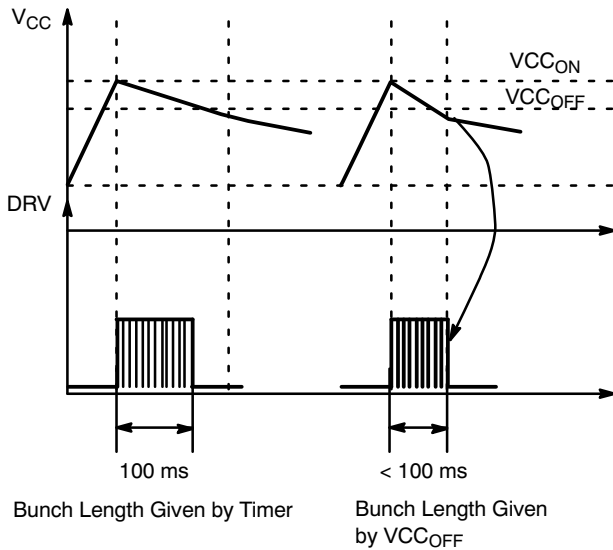 VCC
VCCON
VCCOFF
DRV
100 ms
< 100 ms
Bunch Length Given by Timer
Bunch Length Given
by VCCOFF